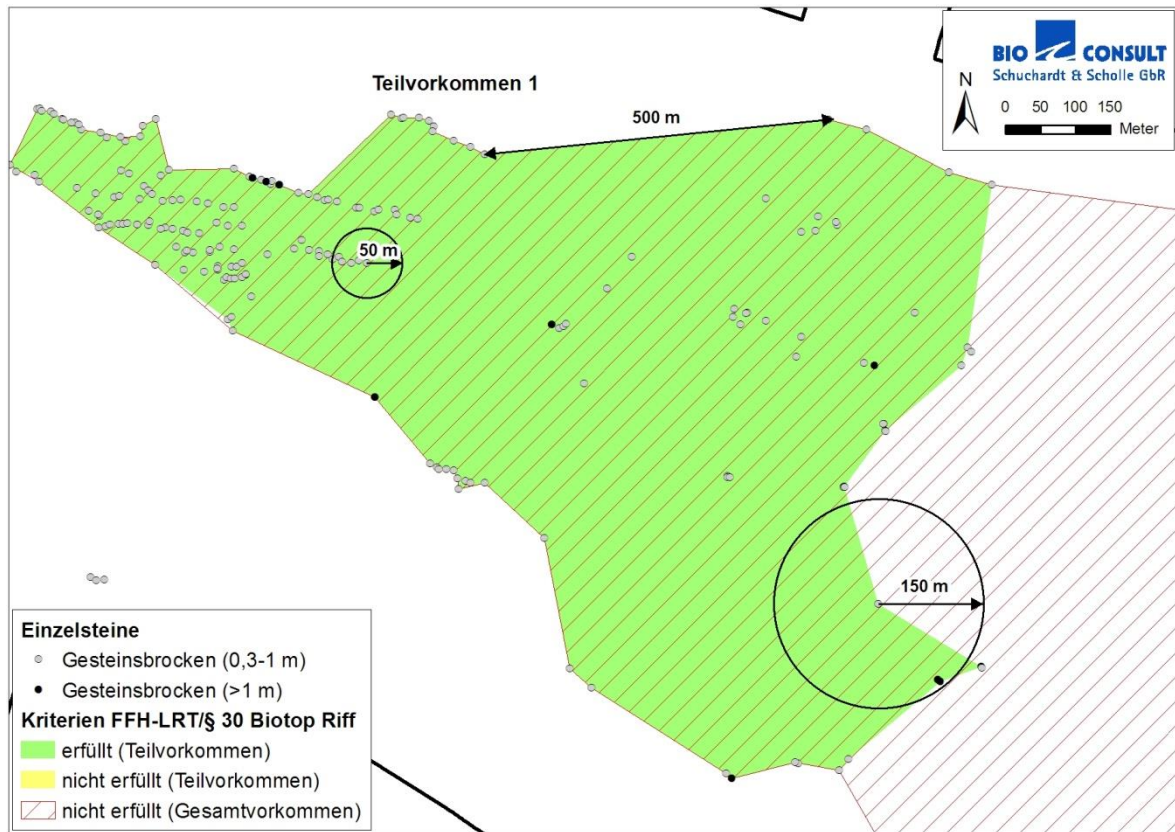 BIO CONSULT
Schuchardt & Scholle GbR
N
0 50 100 150
Meter
Teilvorkommen 1
500 m
50 m
150 m
Einzelsteine
Gesteinsbrocken (0,3-1 m)
Gesteinsbrocken (>1 m)
Kriterien FFH-LRT/§ 30 Biotop Riff
erfüllt (Teilvorkommen)
nicht erfüllt (Teilvorkommen)
nicht erfüllt (Gesamtvorkommen)